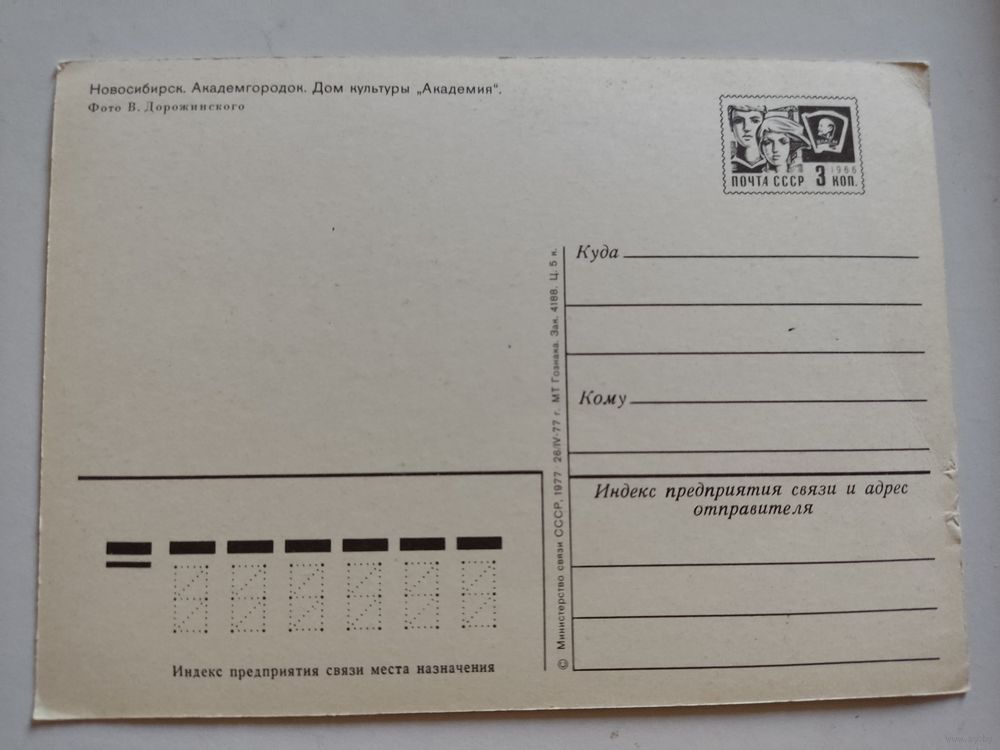 Новосибирск. Академгородок. Дом культуры „Академия“.
Фото В. Дорожинского
1966
ПОЧТА СССР 3 КОП.
Куда
Кому
Индекс предприятия связи и адрес
отправителя
© Министерство связи СССР, 1977 26/IV-77 г. МТ Гознака. Зак. 4188. Ц. 5 к.
Индекс предприятия связи места назначения